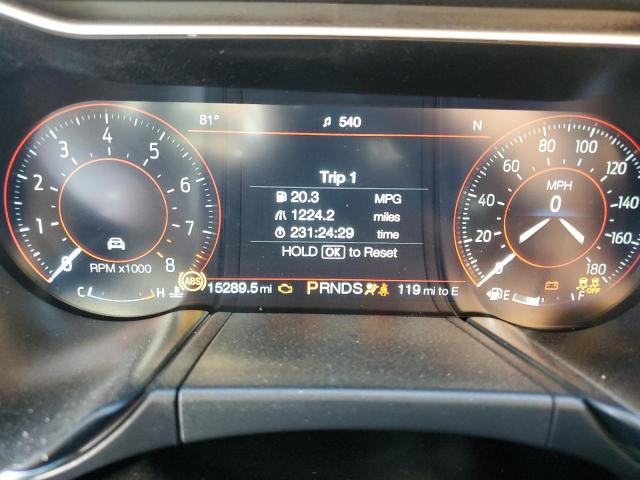 81° 540 N
Trip 1
20.3 MPG
1224.2 miles
231:24:29 time
HOLD OK to Reset
0 1 2 3 4 5 6 7 8
RPM x1000
C H
ABS
15289.5 mi PRNDS 119 mi to E
0 20 40 60 80 100 120 140 160 180
MPH
0
E F
OFF